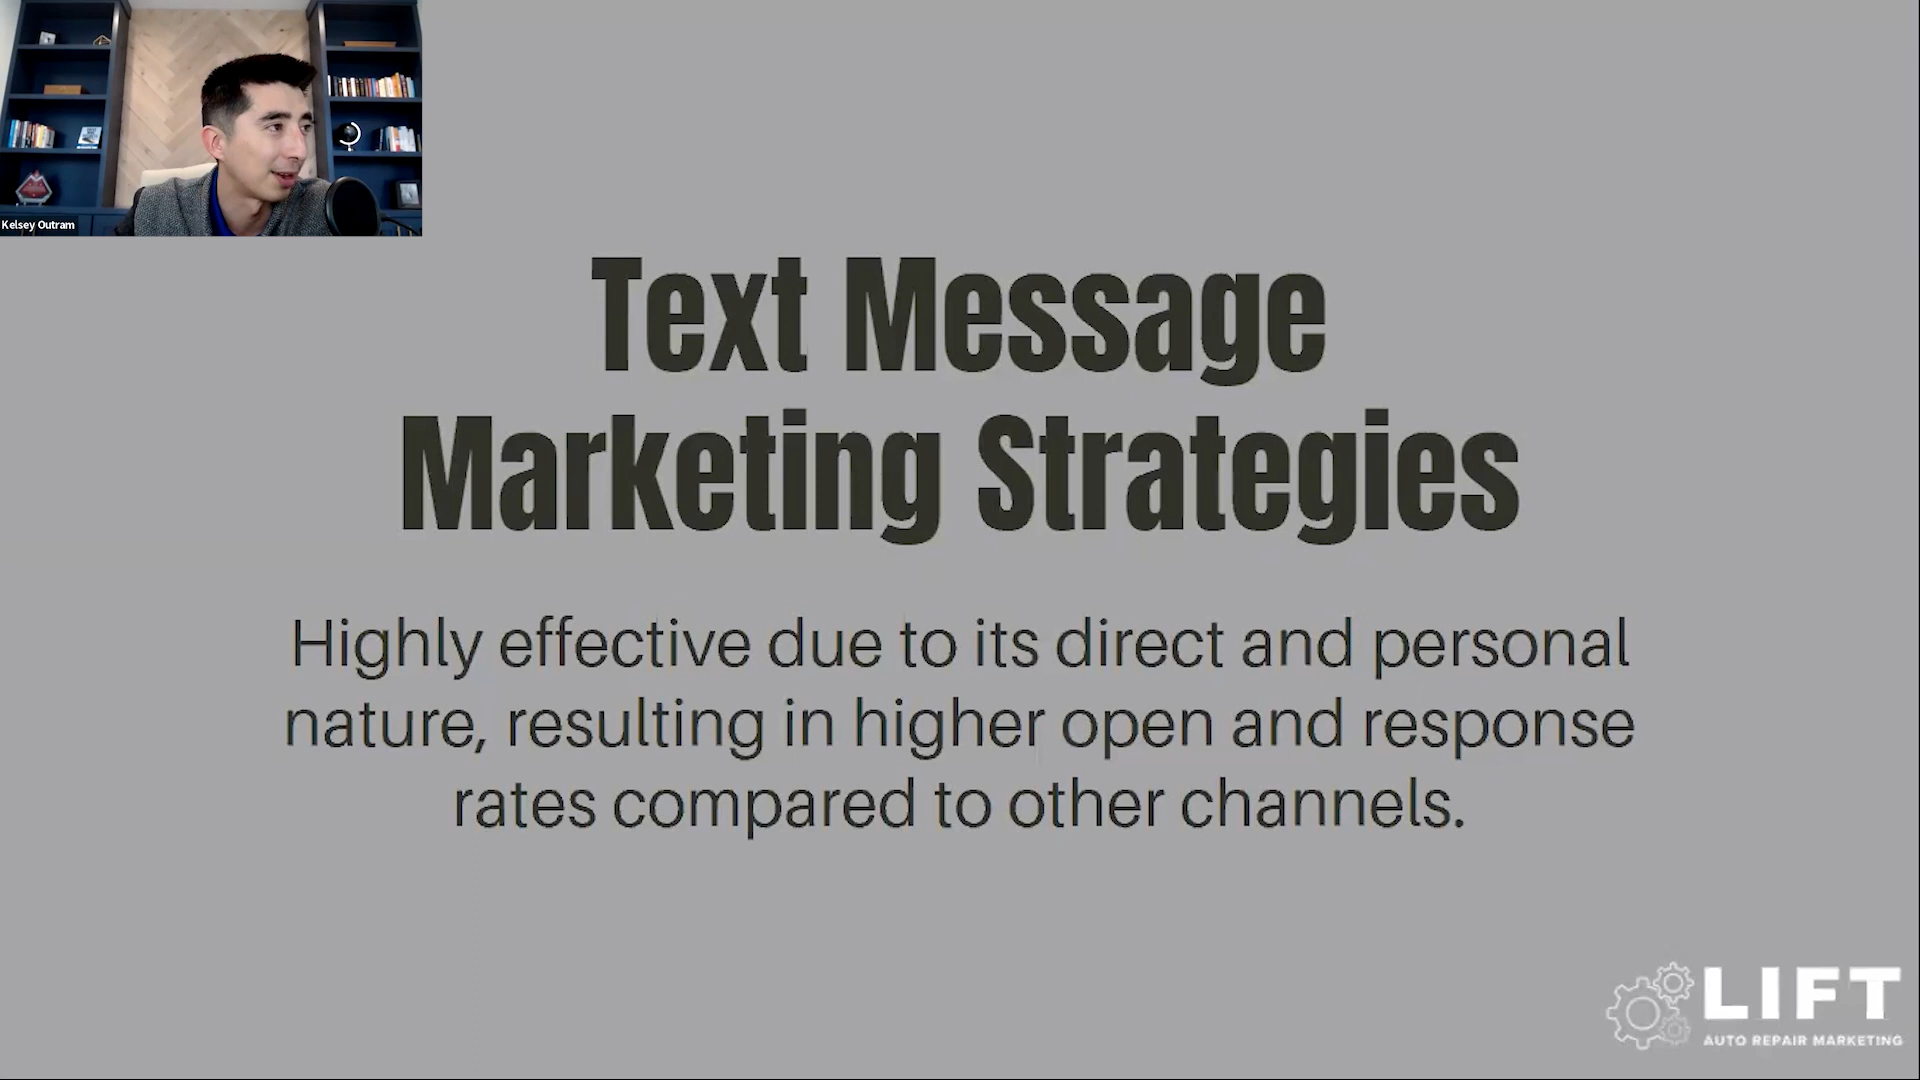 Kelsey Outram
Text Message
Marketing Strategies
Highly effective due to its direct and personal
nature, resulting in higher open and response
rates compared to other channels.
LIFT
AUTO REPAIR MARKETING